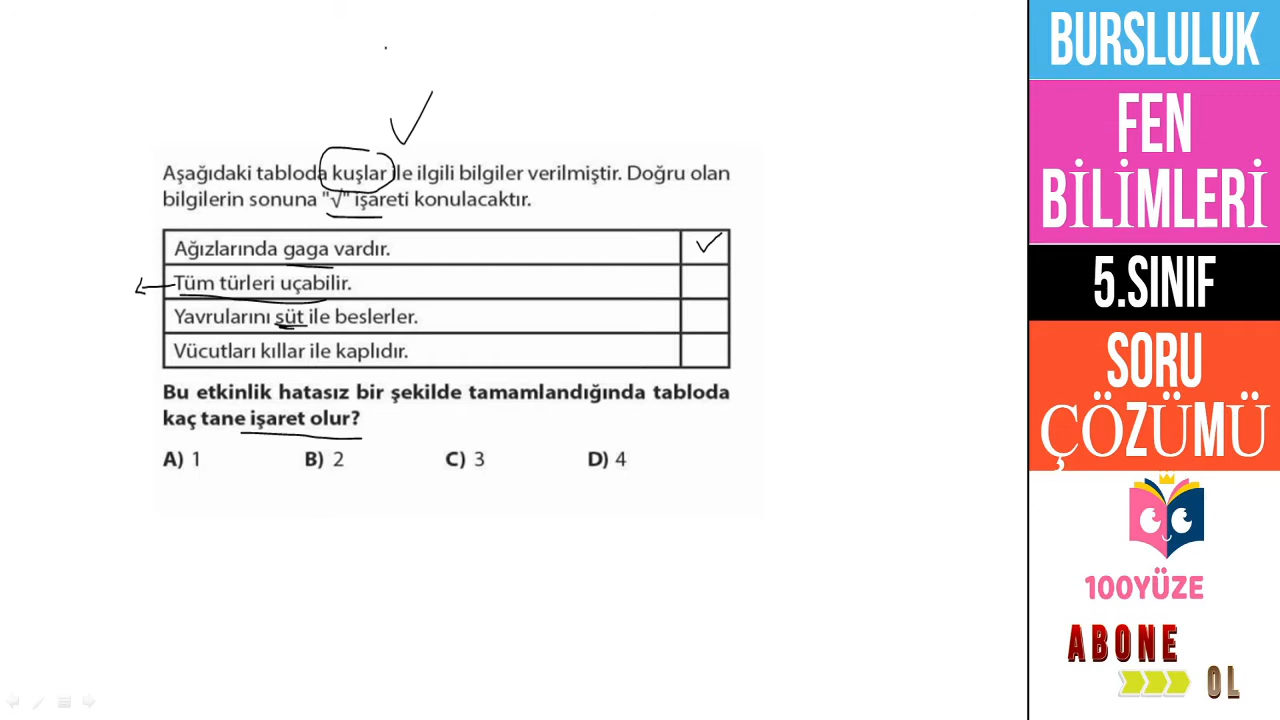 Aşağıdaki tabloda kuşlar ile ilgili bilgiler verilmiştir. Doğru olan
bilgilerin sonuna "√" işareti konulacaktır.
Ağızlarında gaga vardır. ✓
Tüm türleri uçabilir.
Yavrularını süt ile beslerler.
Vücutları kıllar ile kaplıdır.
Bu etkinlik hatasız bir şekilde tamamlandığında tabloda
kaç tane işaret olur?
A) 1 B) 2 C) 3 D) 4
BURSLULUK
FEN
BİLİMLERİ
5.SINIF
SORU
ÇÖZÜMÜ
100YÜZE
ABONE
OL